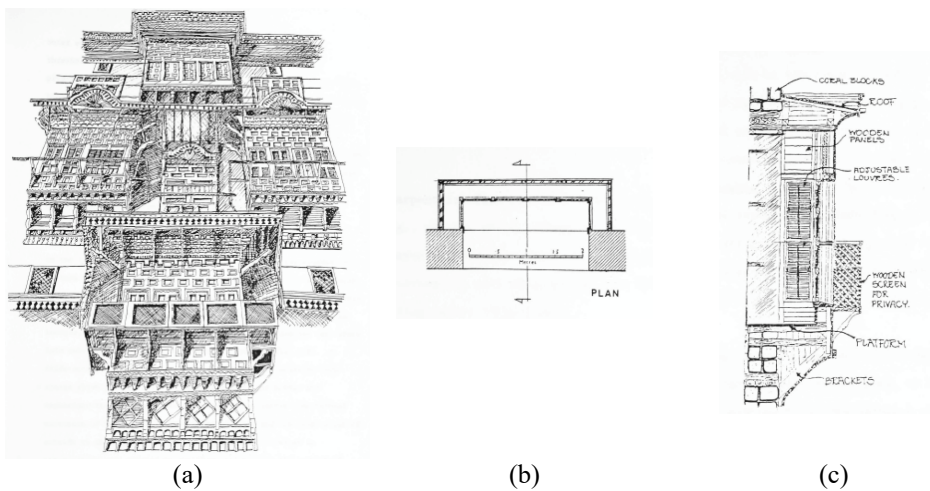 CORAL BLOCKS
ROOF
WOODEN
PANELS
ADJUSTABLE
LOUVRES.
WOODEN
SCREEN
FOR
PRIVACY.
PLATFORM
BRACKETS
Metres
PLAN
(a)
(b)
(c)